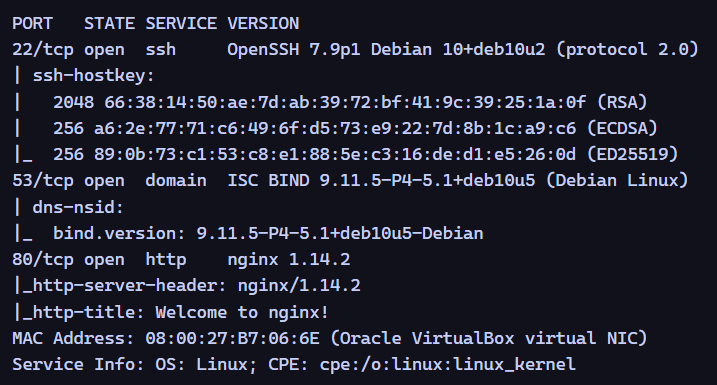 PORT   STATE SERVICE VERSION
22/tcp open  ssh     OpenSSH 7.9p1 Debian 10+deb10u2 (protocol 2.0)
| ssh-hostkey:
|   2048 66:38:14:50:ae:7d:ab:39:72:bf:41:9c:39:25:1a:0f (RSA)
|   256 a6:2e:77:71:c6:49:6f:d5:73:e9:22:7d:8b:1c:a9:c6 (ECDSA)
|_  256 89:0b:73:c1:53:c8:e1:88:5e:c3:16:de:d1:e5:26:0d (ED25519)
53/tcp open  domain  ISC BIND 9.11.5-P4-5.1+deb10u5 (Debian Linux)
| dns-nsid:
|_  bind.version: 9.11.5-P4-5.1+deb10u5-Debian
80/tcp open  http    nginx 1.14.2
|_http-server-header: nginx/1.14.2
|_http-title: Welcome to nginx!
MAC Address: 08:00:27:B7:06:6E (Oracle VirtualBox virtual NIC)
Service Info: OS: Linux; CPE: cpe:/o:linux:linux_kernel